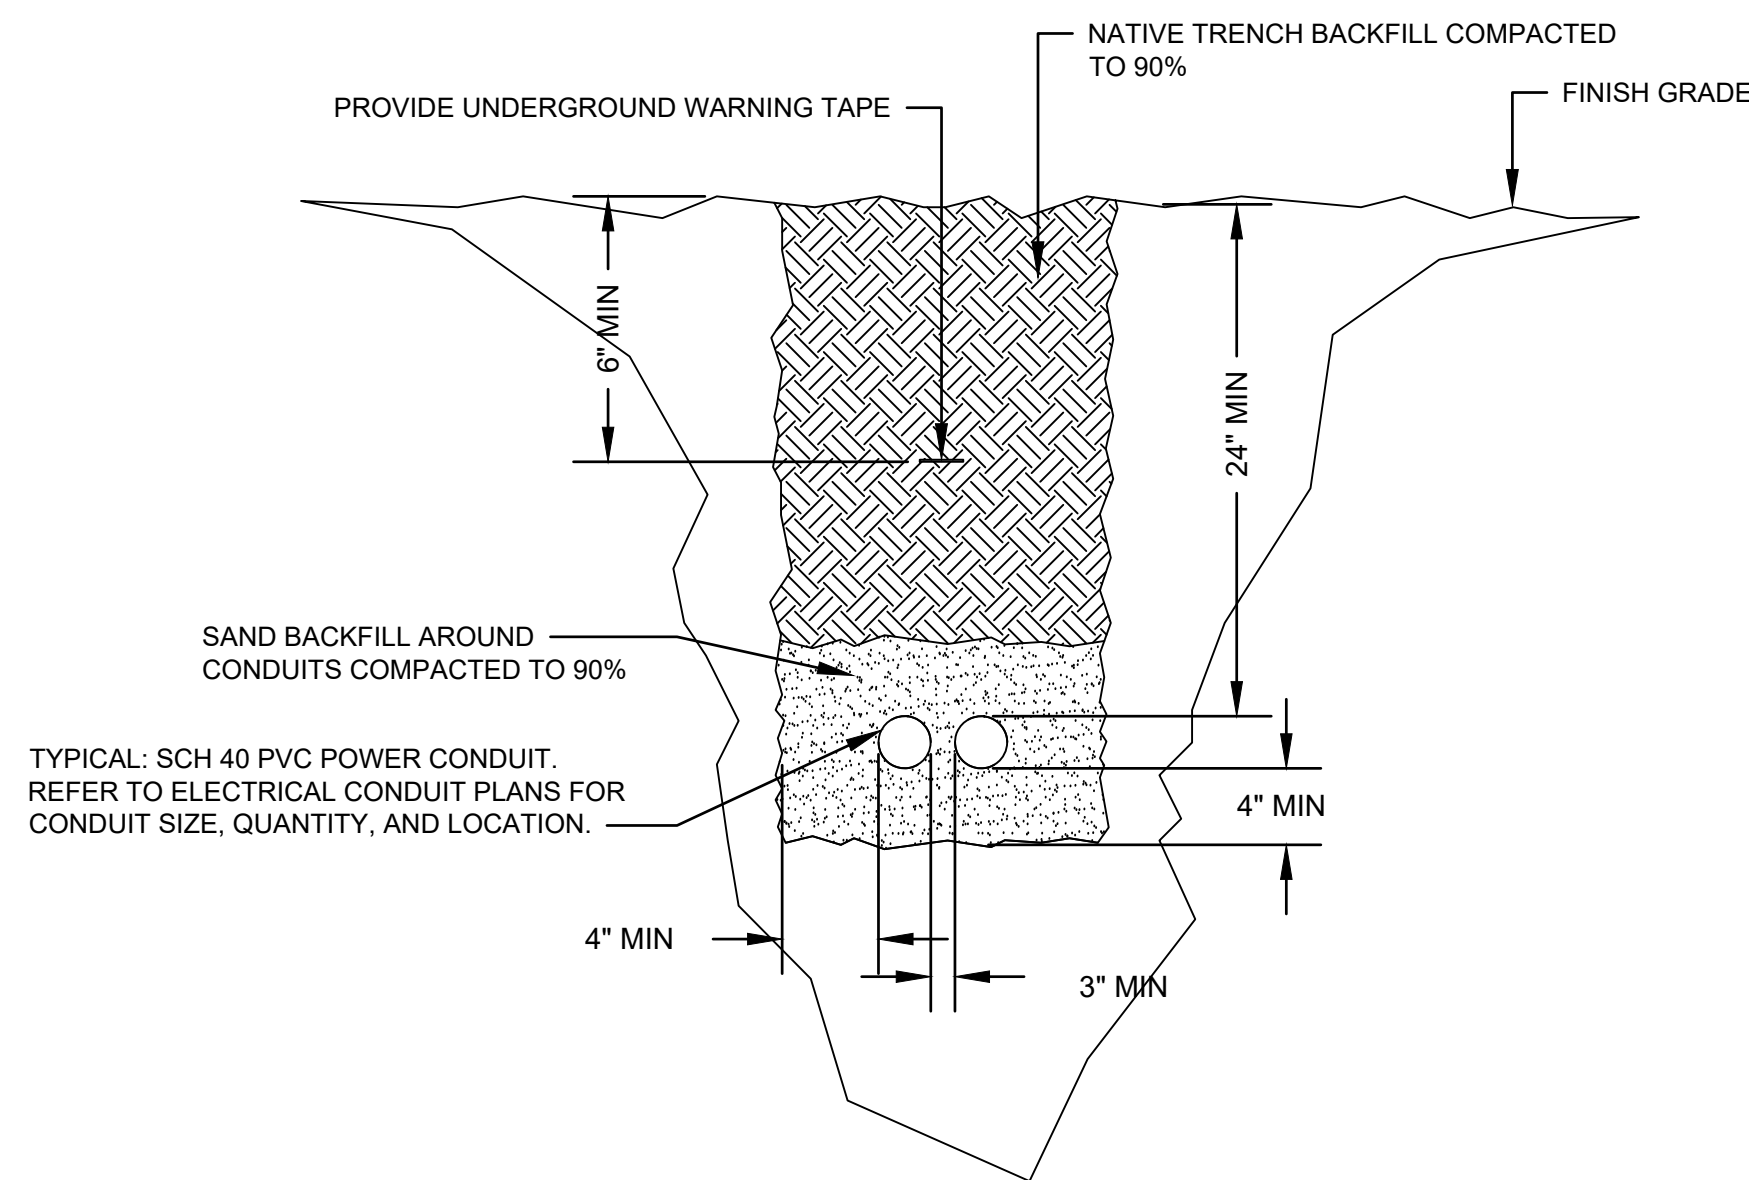 NATIVE TRENCH BACKFILL COMPACTED
TO 90%
FINISH GRADE
PROVIDE UNDERGROUND WARNING TAPE
6" MIN
24" MIN
SAND BACKFILL AROUND
CONDUITS COMPACTED TO 90%
TYPICAL: SCH 40 PVC POWER CONDUIT.
REFER TO ELECTRICAL CONDUIT PLANS FOR
CONDUIT SIZE, QUANTITY, AND LOCATION.
4" MIN
4" MIN
3" MIN